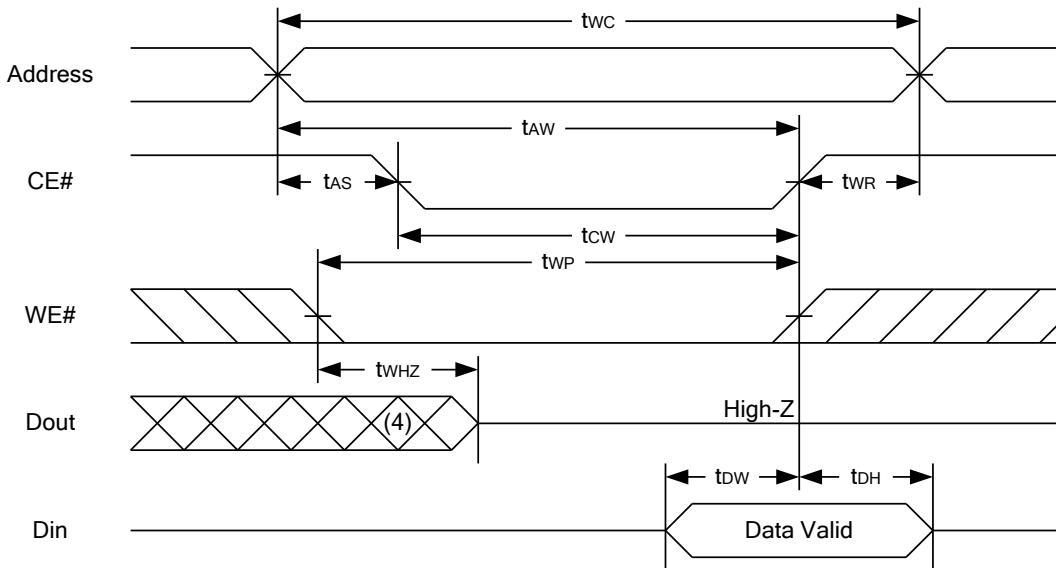 tWC
Address
tAW
CE#
tAS
tWR
tCW
tWP
WE#
tWHZ
Dout
(4)
High-Z
tDW
tDH
Din
Data Valid